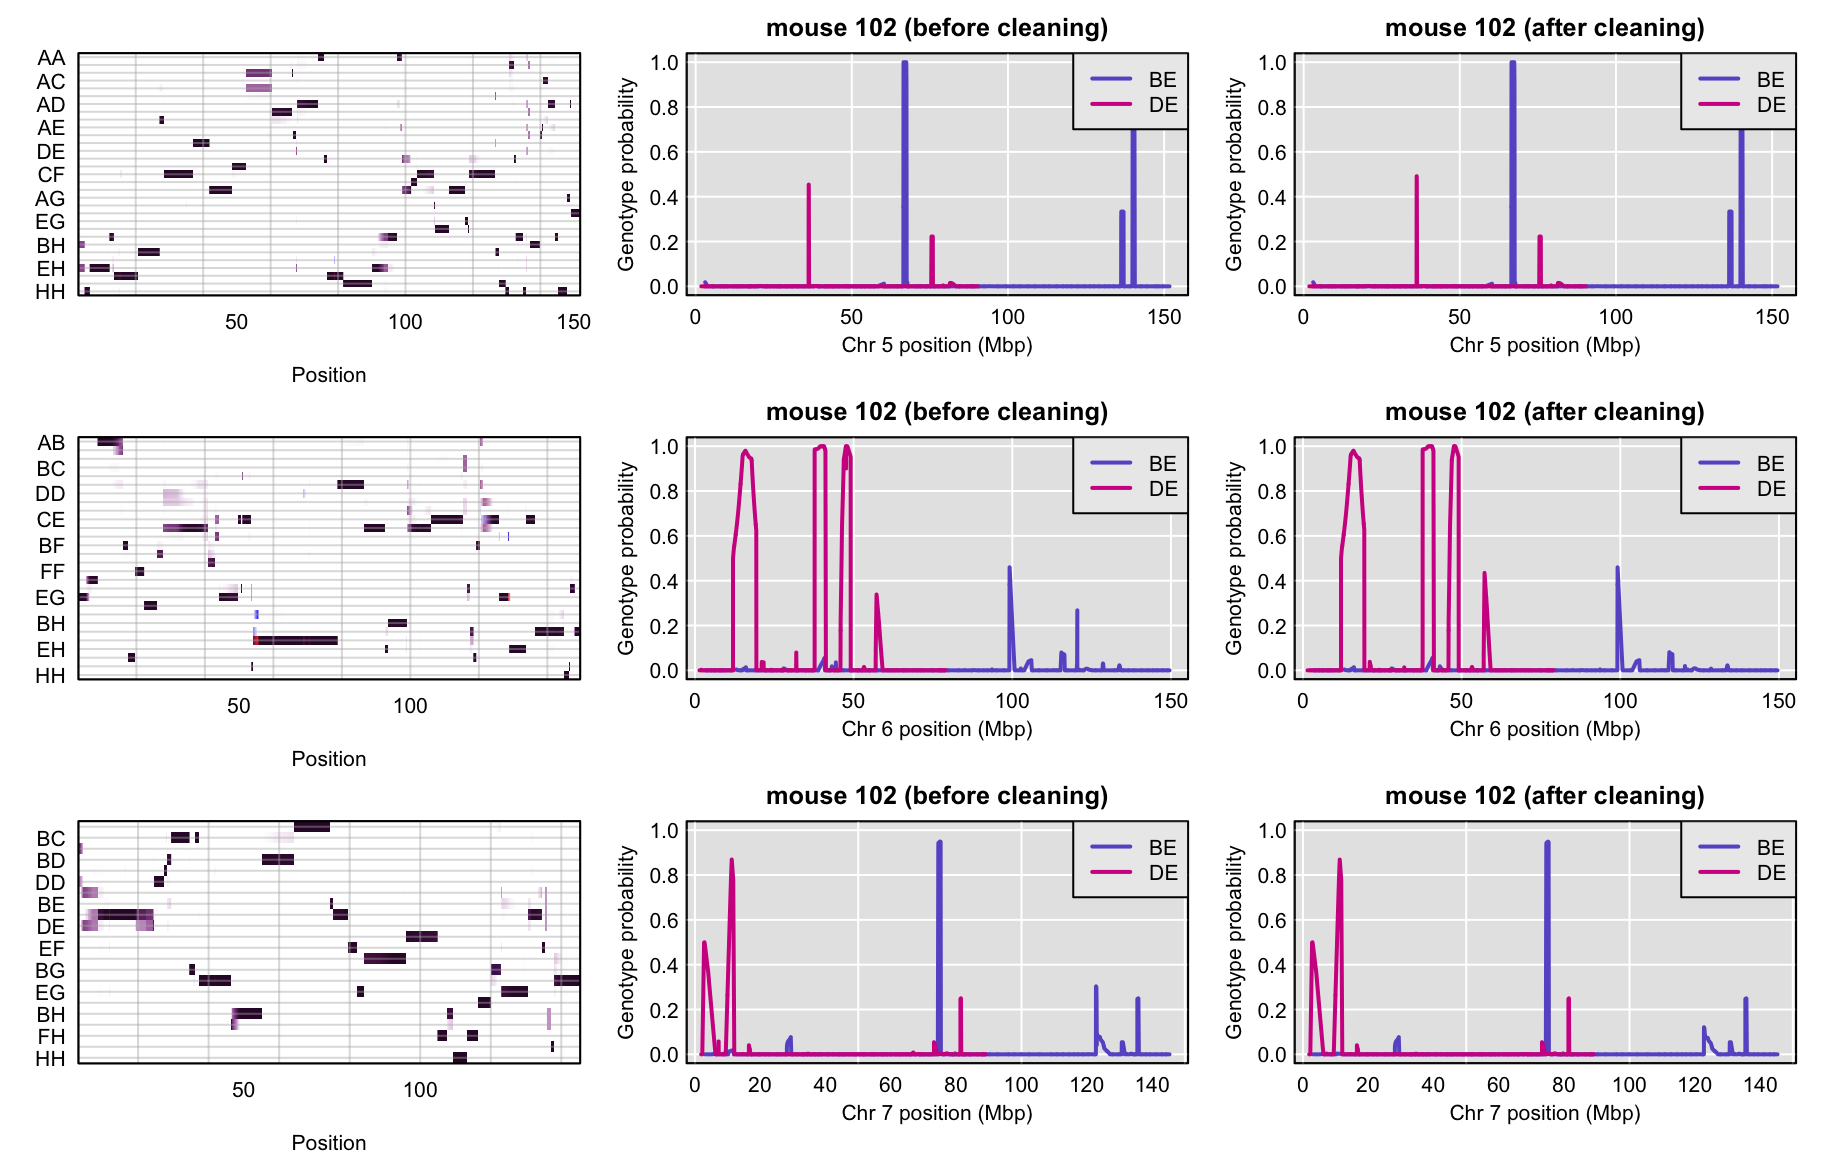 AA
AC
AD
AE
DE
CF
AG
EG
BH
EH
HH
50 100 150
Position
mouse 102 (before cleaning)
Genotype probability
1.0
0.8
0.6
0.4
0.2
0.0
BE
DE
0 50 100 150
Chr 5 position (Mbp)
mouse 102 (after cleaning)
Genotype probability
1.0
0.8
0.6
0.4
0.2
0.0
BE
DE
0 50 100 150
Chr 5 position (Mbp)
AB
BC
DD
CE
BF
FF
EG
BH
EH
HH
50 100
Position
mouse 102 (before cleaning)
Genotype probability
1.0
0.8
0.6
0.4
0.2
0.0
BE
DE
0 50 100 150
Chr 6 position (Mbp)
mouse 102 (after cleaning)
Genotype probability
1.0
0.8
0.6
0.4
0.2
0.0
BE
DE
0 50 100 150
Chr 6 position (Mbp)
BC
BD
DD
BE
DE
EF
BG
EG
BH
FH
HH
50 100
Position
mouse 102 (before cleaning)
Genotype probability
1.0
0.8
0.6
0.4
0.2
0.0
BE
DE
0 20 40 60 80 100 120 140
Chr 7 position (Mbp)
mouse 102 (after cleaning)
Genotype probability
1.0
0.8
0.6
0.4
0.2
0.0
BE
DE
0 20 40 60 80 100 120 140
Chr 7 position (Mbp)